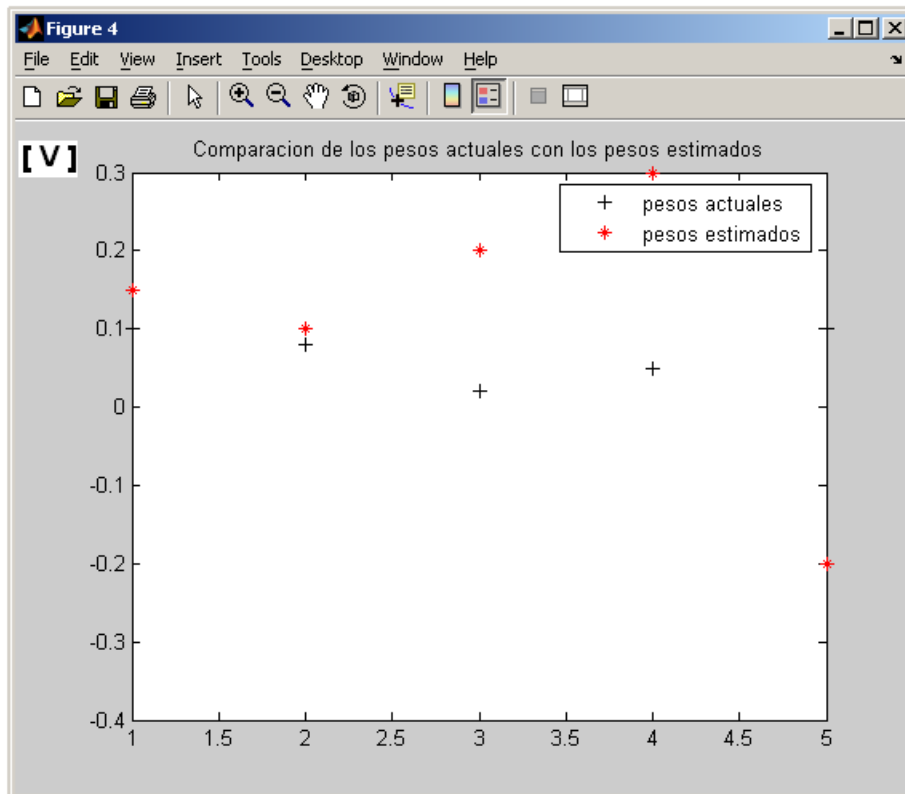 Figure 4
File Edit View Insert Tools Desktop Window Help
[V]
Comparacion de los pesos actuales con los pesos estimados
pesos actuales
pesos estimados
0.3
0.2
0.1
0
-0.1
-0.2
-0.3
-0.4
1 1.5 2 2.5 3 3.5 4 4.5 5